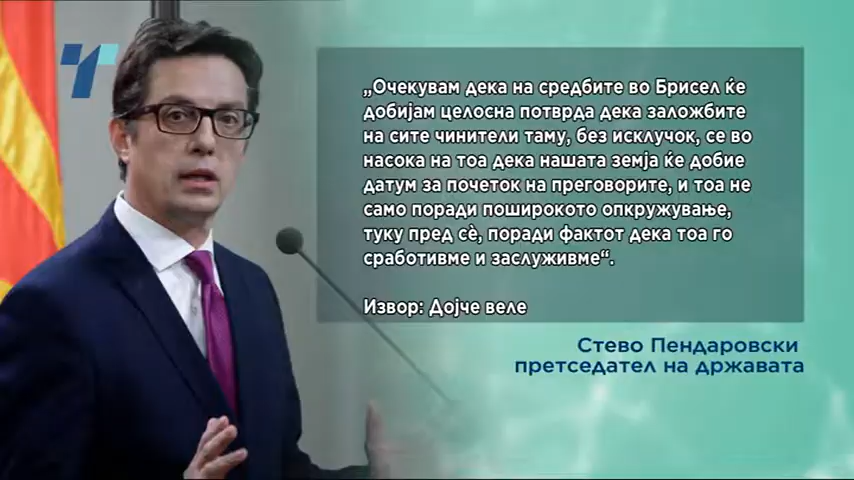 „Очекувам дека на средбите во Брисел ќе
добијам целосна потврда дека заложбите
на сите чинители таму, без исклучок, се во
насока на тоа дека нашата земја ќе добие
датум за почеток на преговорите, и тоа не
само поради поширокото опкружување,
туку пред сѐ, поради фактот дека тоа го
сработивме и заслуживме“.
Извор: Дојче веле
Стево Пендаровски
претседател на државата